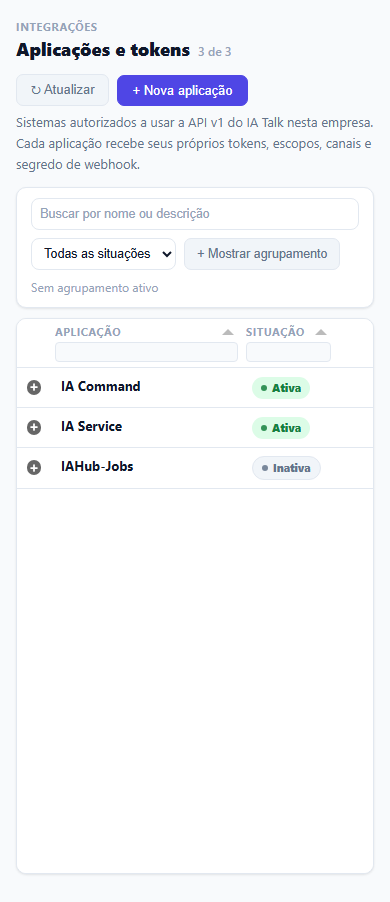 INTEGRAÇÕES
Aplicações e tokens 3 de 3
↻ Atualizar
+ Nova aplicação
Sistemas autorizados a usar a API v1 do IA Talk nesta empresa.
Cada aplicação recebe seus próprios tokens, escopos, canais e
segredo de webhook.
Buscar por nome ou descrição
Todas as situações
+ Mostrar agrupamento
Sem agrupamento ativo
APLICAÇÃO SITUAÇÃO
IA Command Ativa
IA Service Ativa
IAHub-Jobs Inativa